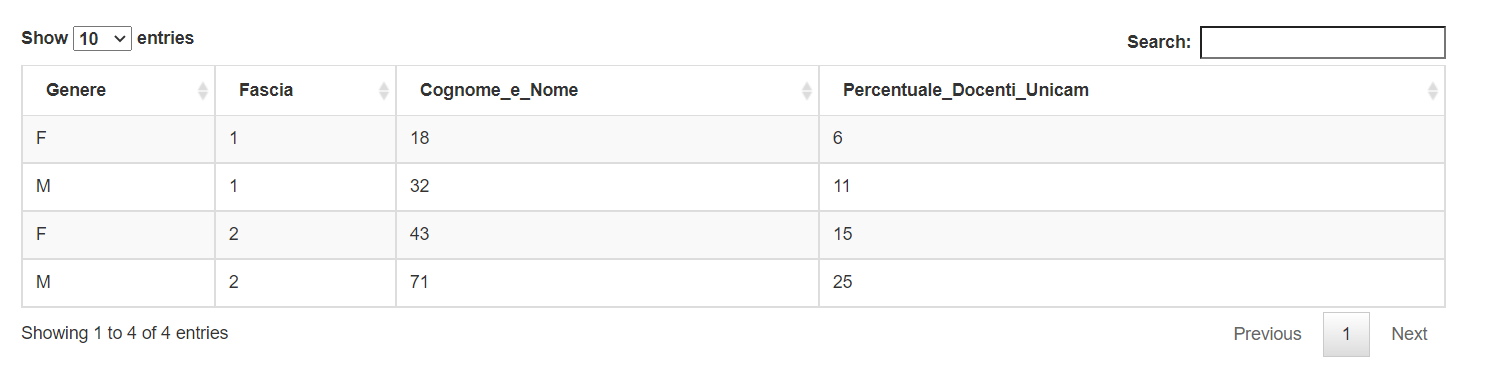 Show 10 entries Search:
Genere Fascia Cognome_e_Nome Percentuale_Docenti_Unicam
F 1 18 6
M 1 32 11
F 2 43 15
M 2 71 25
Showing 1 to 4 of 4 entries Previous 1 Next